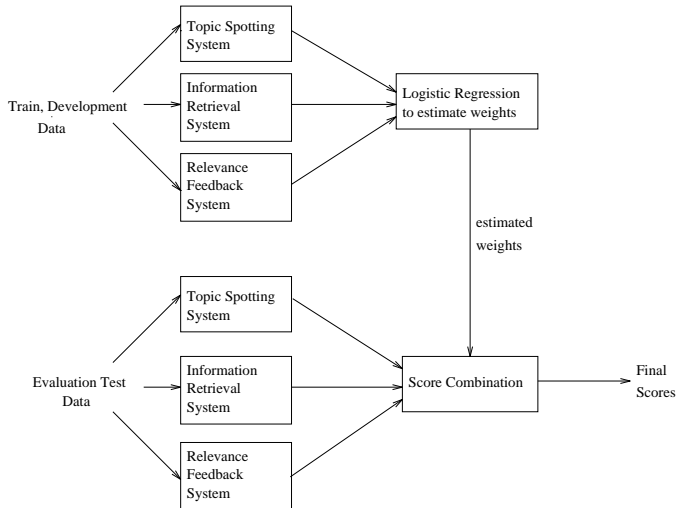 Topic Spotting
System
Information
Retrieval
System
Relevance
Feedback
System
Train, Development
Data
Logistic Regression
to estimate weights
estimated
weights
Topic Spotting
System
Information
Retrieval
System
Relevance
Feedback
System
Evaluation Test
Data
Score Combination
Final
Scores